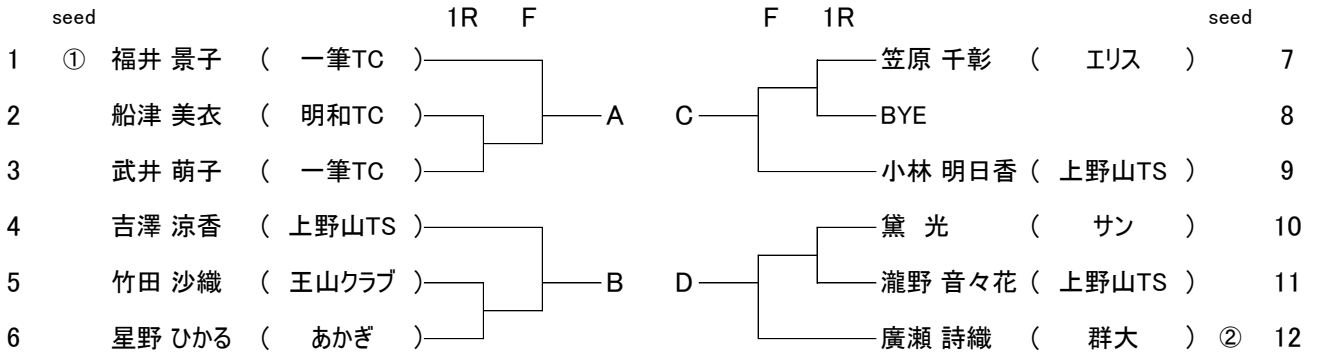 seed 1R F F 1R seed
1 ① 福井 景子 ( 一筆TC ) 笠原 千彰 ( エリス ) 7
2 船津 美衣 ( 明和TC ) A C BYE 8
3 武井 萌子 ( 一筆TC ) 小林 明日香 ( 上野山TS ) 9
4 吉澤 涼香 ( 上野山TS ) 黛 光 ( サン ) 10
5 竹田 沙織 ( 王山クラブ ) B D 瀧野 音々花 ( 上野山TS ) 11
6 星野 ひかる ( あかぎ ) 廣瀬 詩織 ( 群大 ) ② 12